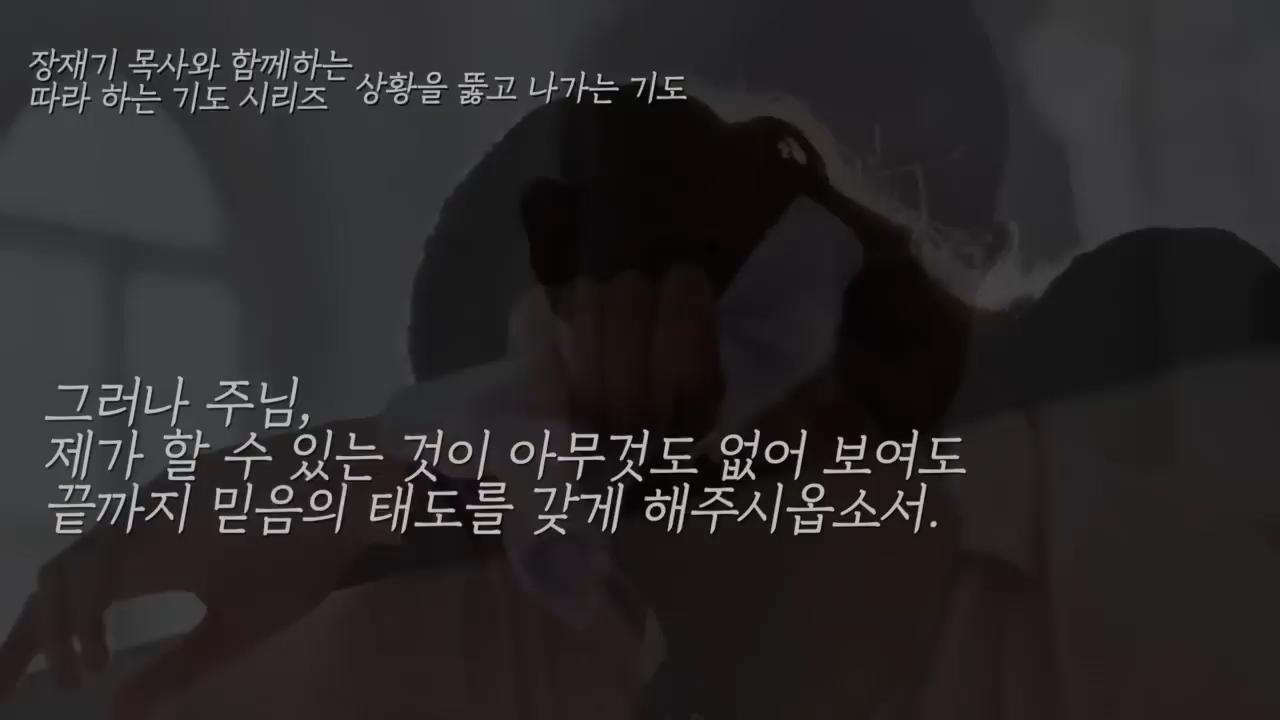 장재기 목사와 함께하는
따라 하는 기도 시리즈
상황을 뚫고 나가는 기도
그러나 주님,
제가 할 수 있는 것이 아무것도 없어 보여도
끝까지 믿음의 태도를 갖게 해주시옵소서.